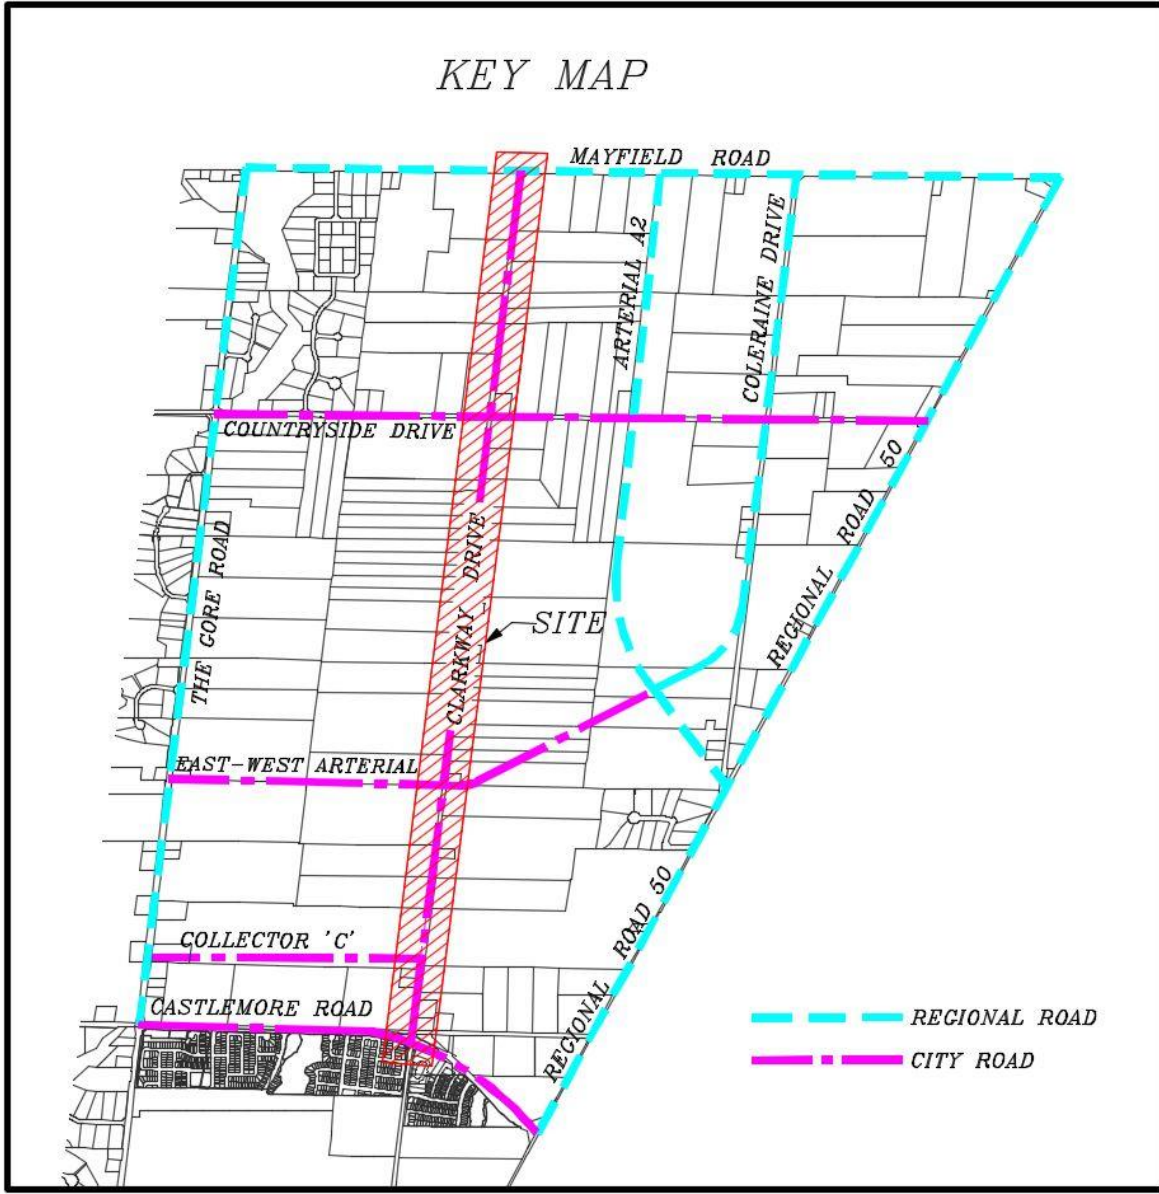 KEY MAP
MAYFIELD ROAD
ARTERIAL A2
COLERAINE DRIVE
COUNTRYSIDE DRIVE
REGIONAL ROAD 50
THE GORE ROAD
CLARKWAY DRIVE
SITE
EAST-WEST ARTERIAL
COLLECTOR 'C'
CASTLEMORE ROAD
REGIONAL ROAD 50
REGIONAL ROAD
CITY ROAD